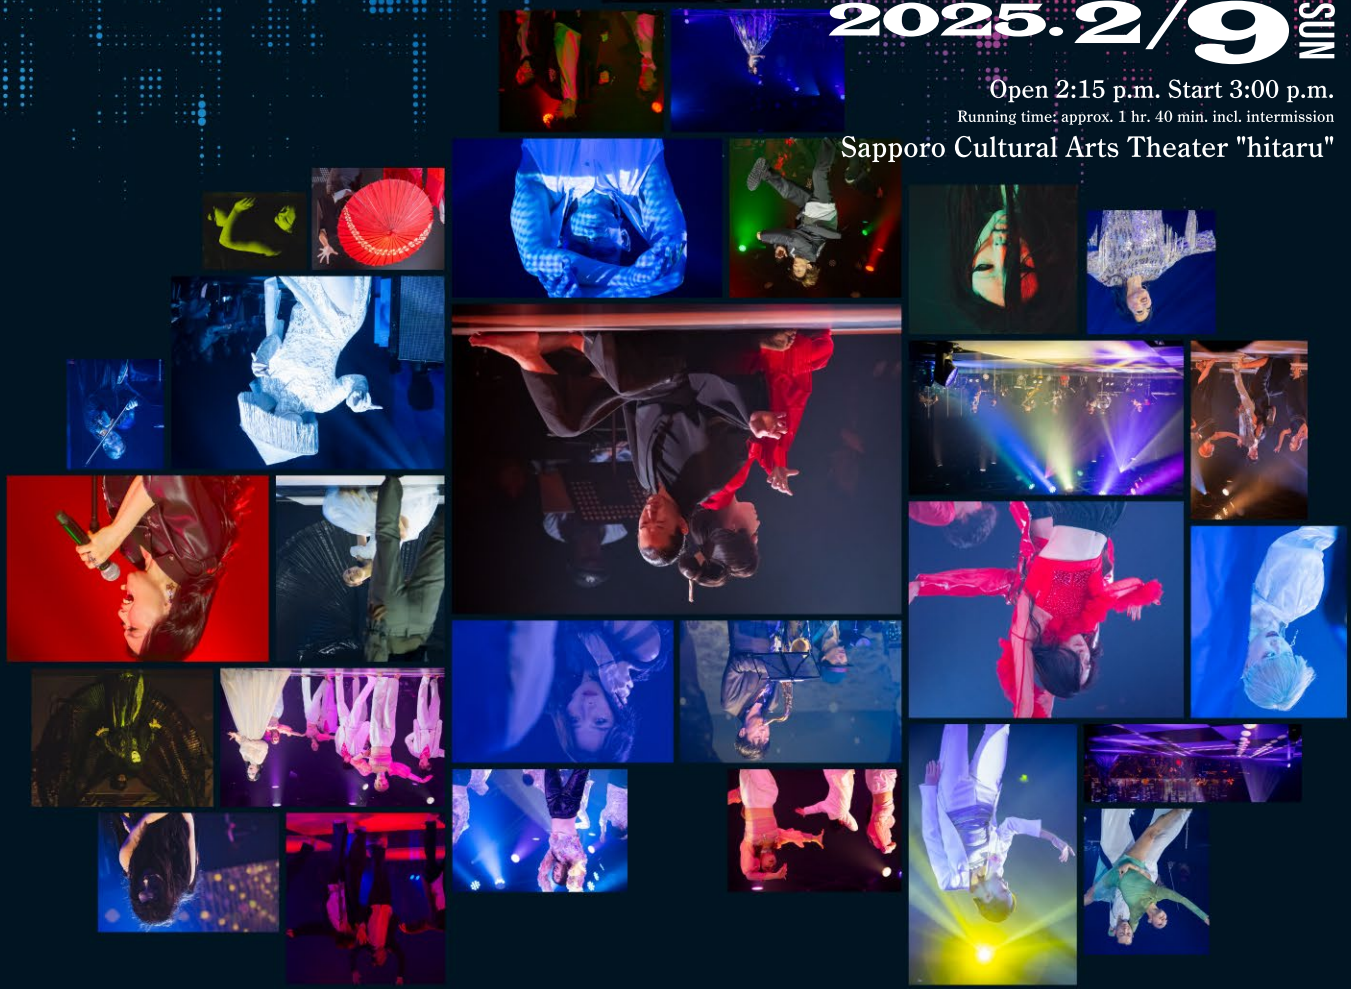 2025.2/9 SUN
Open 2:15 p.m. Start 3:00 p.m.
Running time: approx. 1 hr. 40 min. incl. intermission
Sapporo Cultural Arts Theater "hitaru"